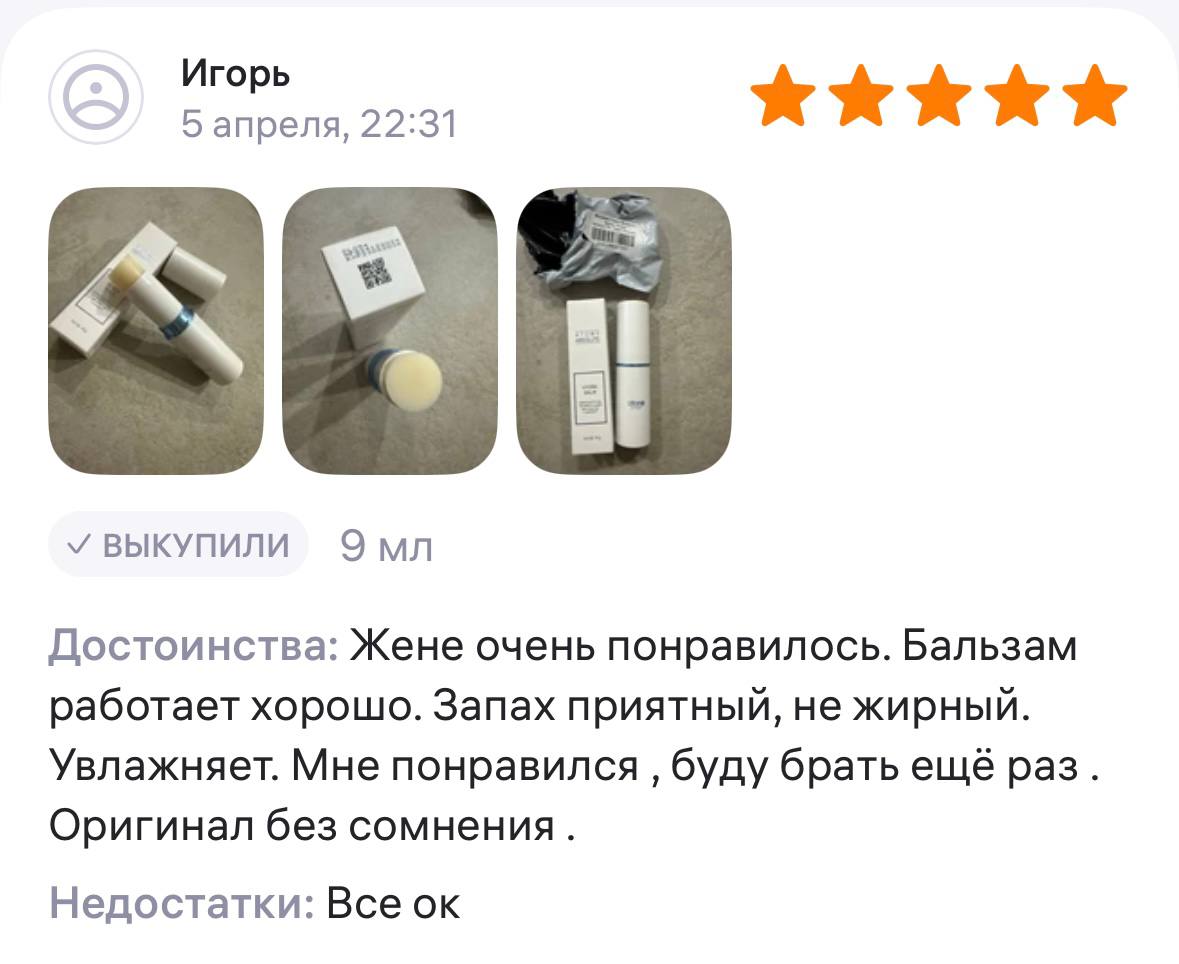 Игорь
5 апреля, 22:31
ВЫКУПИЛИ
9 мл
Достоинства: Жене очень понравилось. Бальзам
работает хорошо. Запах приятный, не жирный.
Увлажняет. Мне понравился , буду брать ещё раз .
Оригинал без сомнения .
Недостатки: Все ок